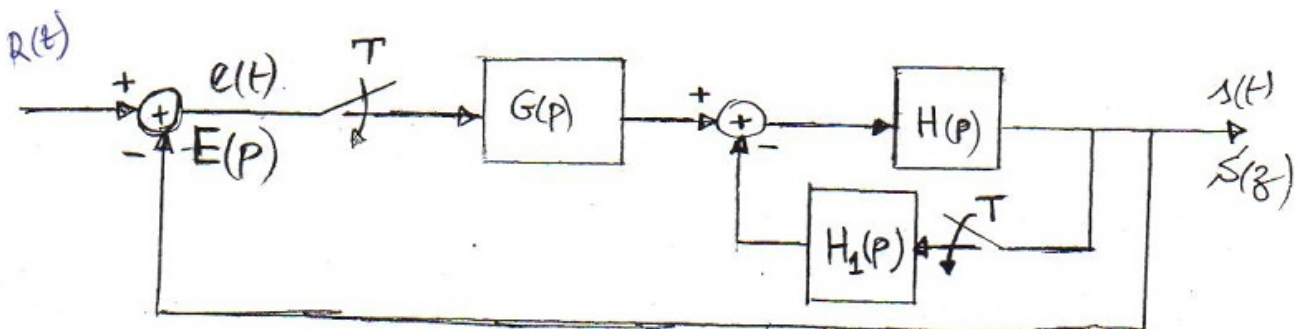 R(t)
+
+
e(t)
T
G(p)
+
+
H(p)
s(t)
-
E(p)
-
S(z)
H1(p)
T